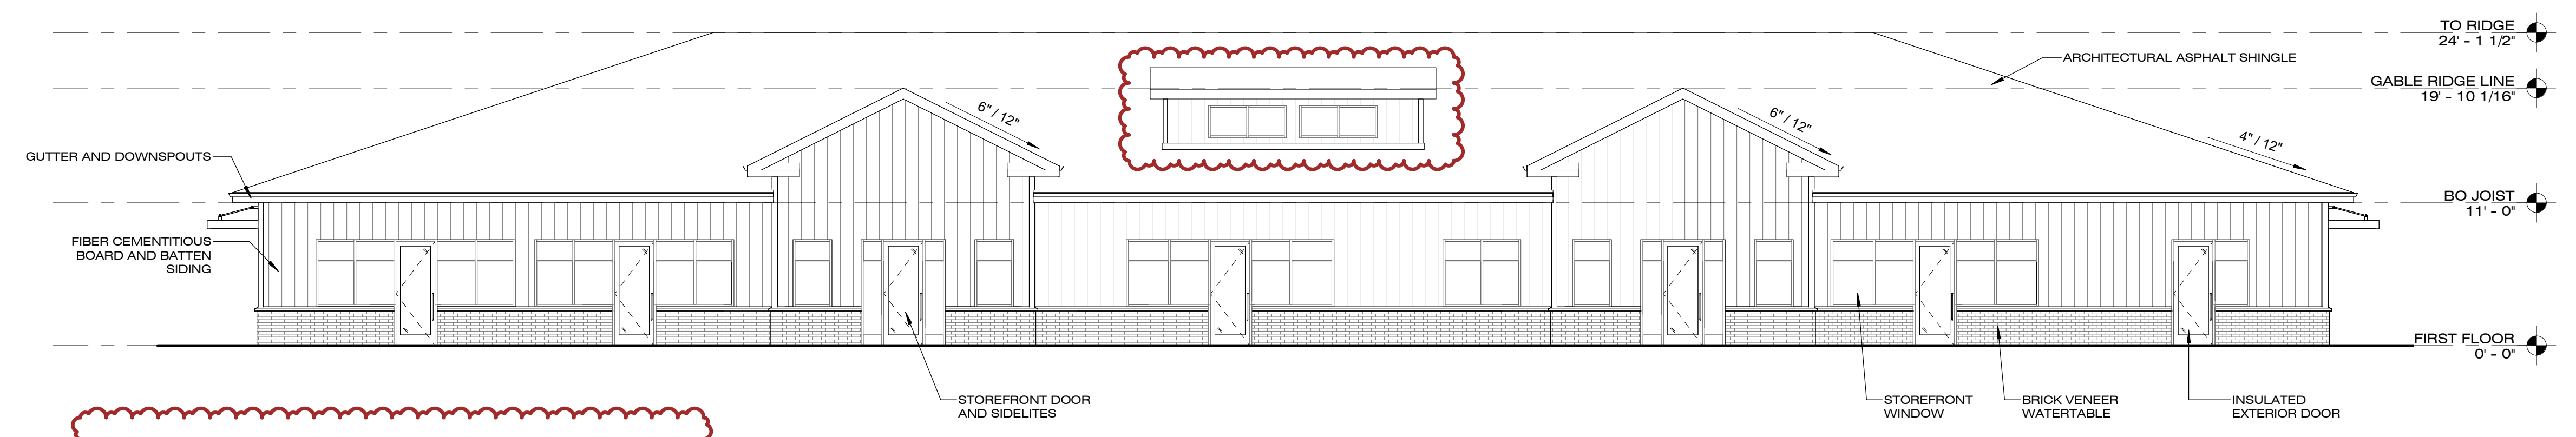 TO RIDGE
24' - 1 1/2"
ARCHITECTURAL ASPHALT SHINGLE
GABLE RIDGE LINE
19' - 10 1/16"
6" / 12"
6" / 12"
4" / 12"
GUTTER AND DOWNSPOUTS
BO JOIST
11' - 0"
FIBER CEMENTITIOUS
BOARD AND BATTEN
SIDING
FIRST FLOOR
0' - 0"
STOREFRONT DOOR
AND SIDELITES
STOREFRONT
WINDOW
BRICK VENEER
WATERTABLE
INSULATED
EXTERIOR DOOR